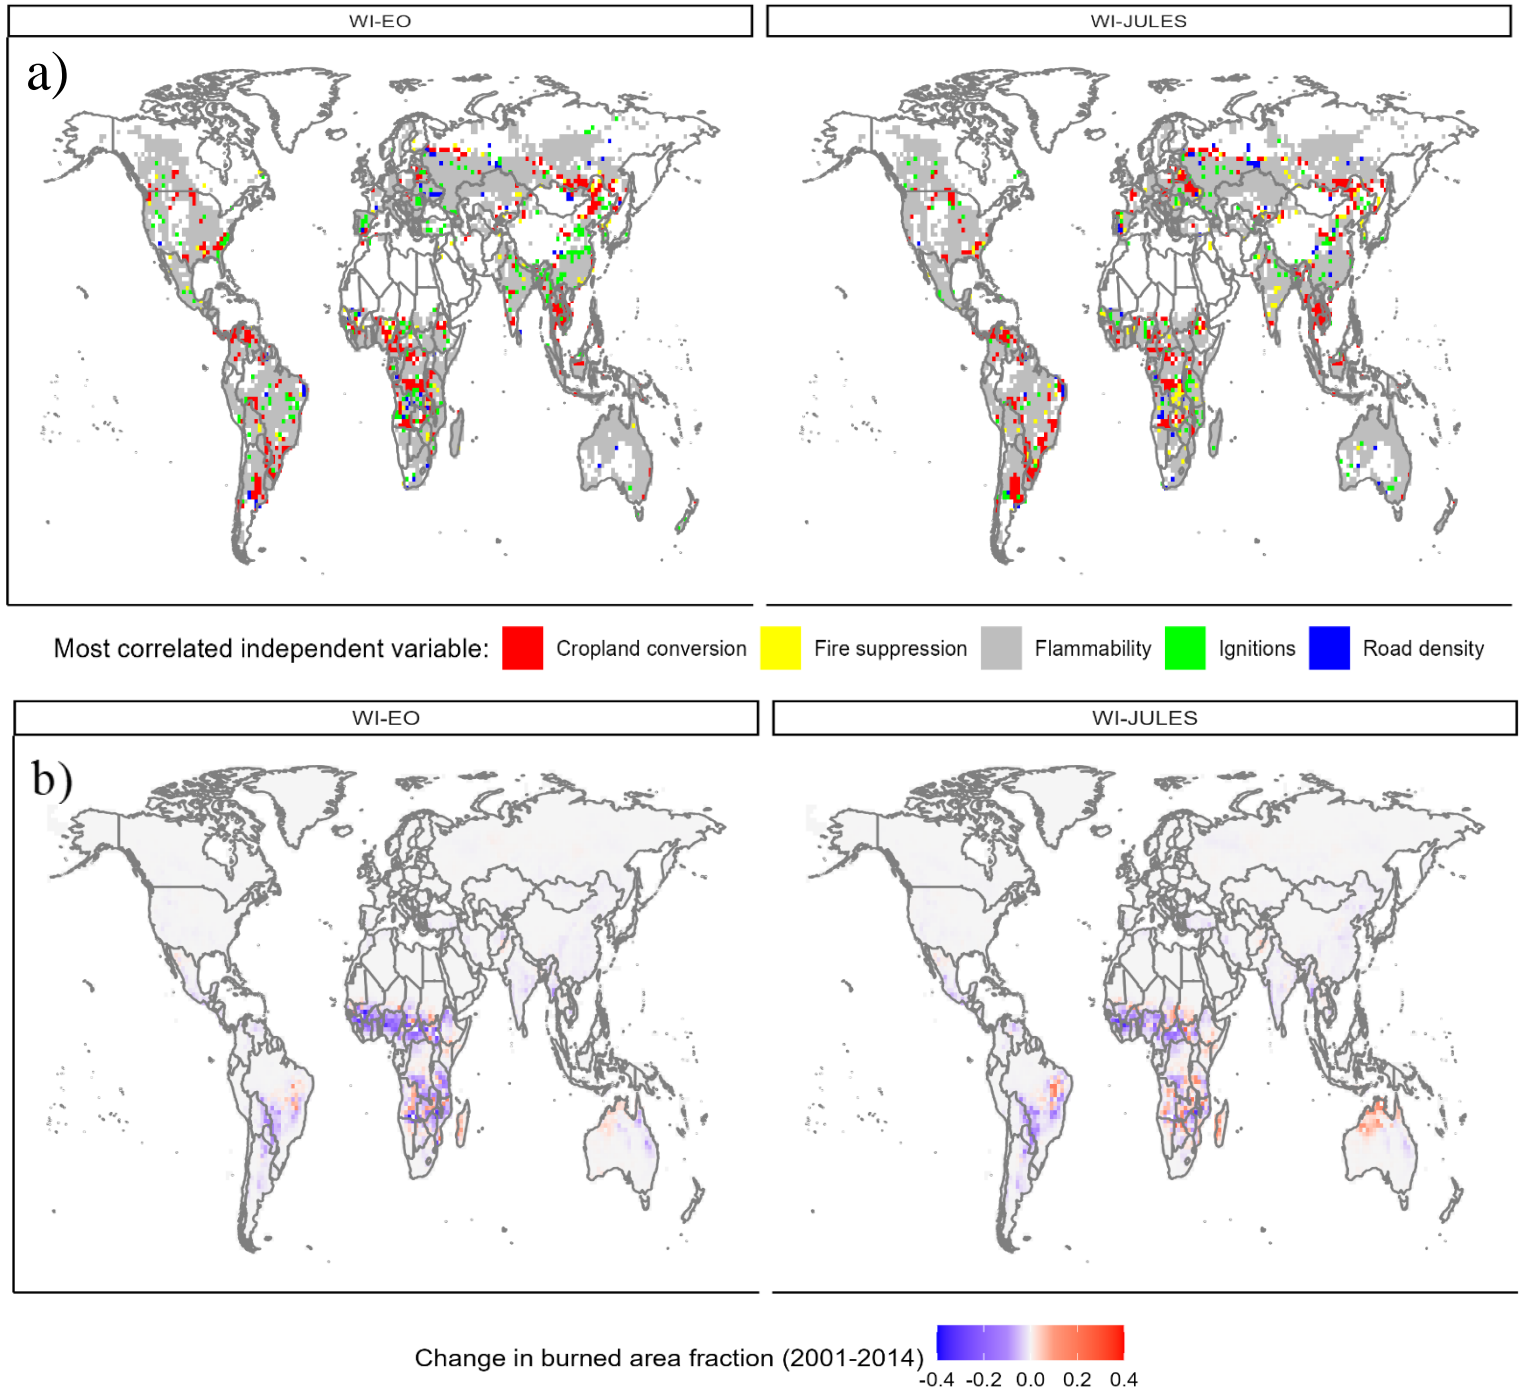 WI-EO WI-JULES
a)
Most correlated independent variable: Cropland conversion Fire suppression Flammability Ignitions Road density
WI-EO WI-JULES
b)
Change in burned area fraction (2001-2014)
-0.4 -0.2 0.0 0.2 0.4